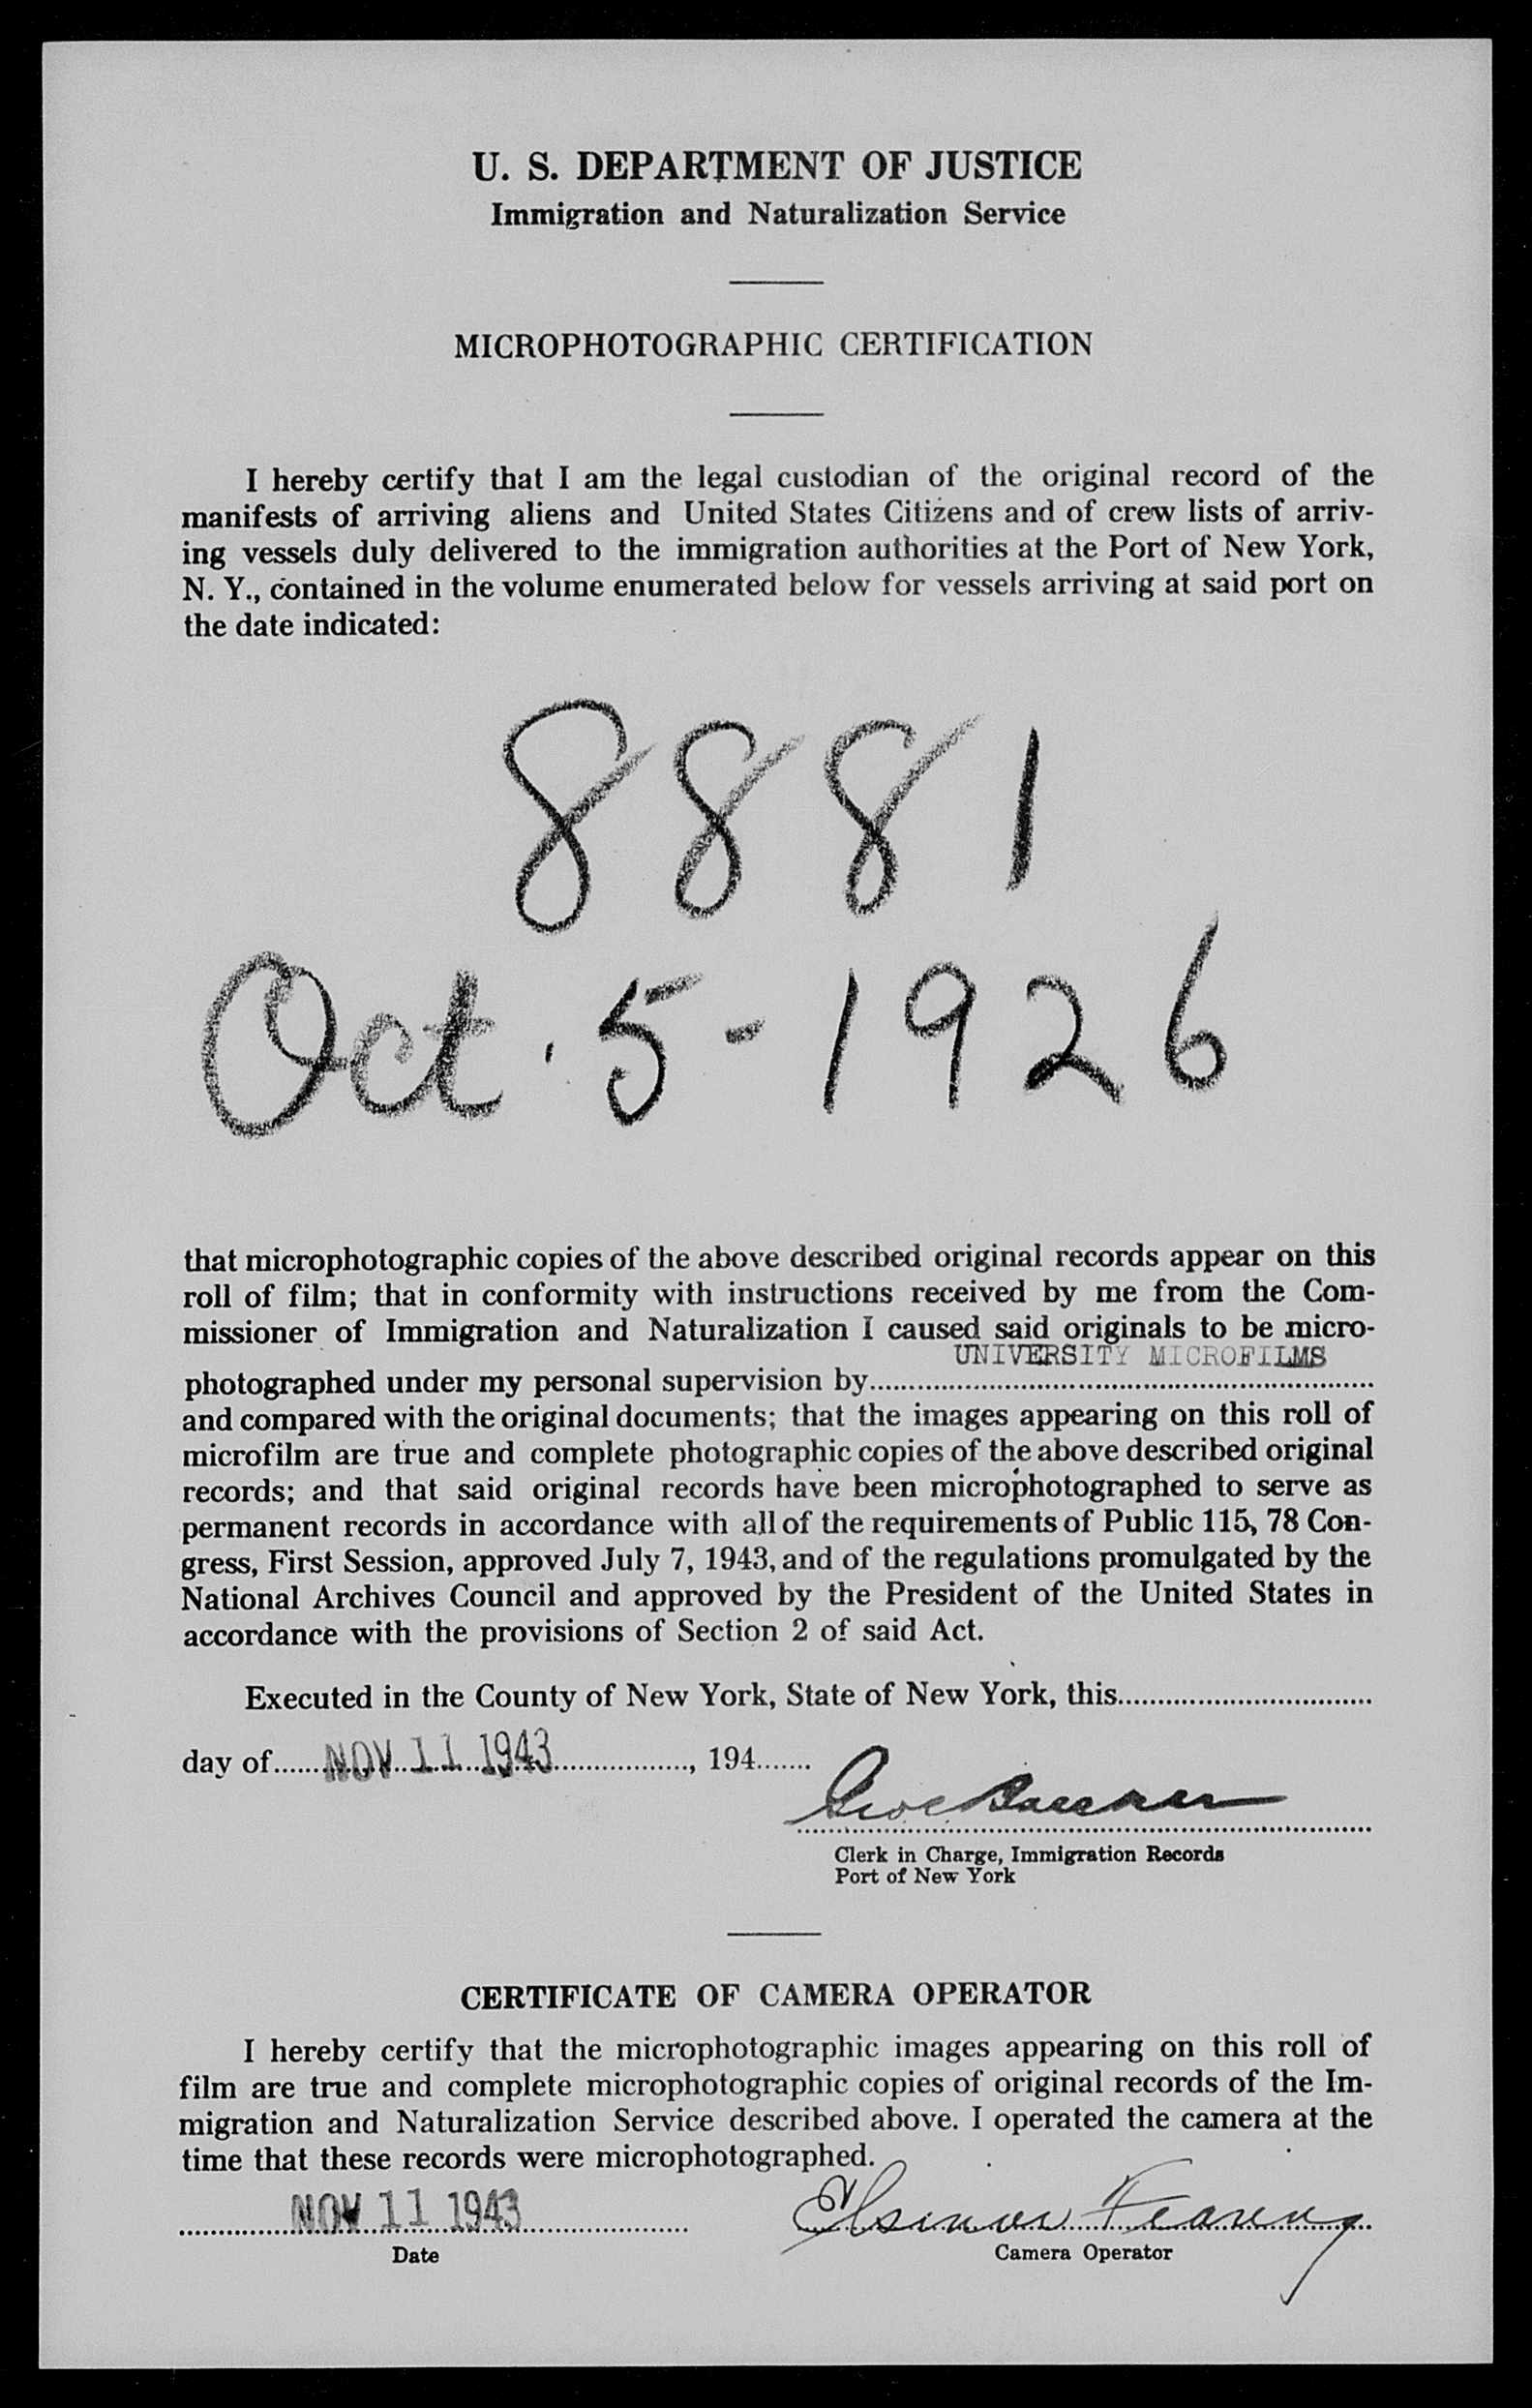 U. S. DEPARTMENT OF JUSTICE
Immigration and Naturalization Service
MICROPHOTOGRAPHIC CERTIFICATION
I hereby certify that I am the legal custodian of the original record of the
manifests of arriving aliens and United States Citizens and of crew lists of arriv-
ing vessels duly delivered to the immigration authorities at the Port of New York,
N. Y., contained in the volume enumerated below for vessels arriving at said port on
the date indicated:
8881
Oct. 5-1926
that microphotographic copies of the above described original records appear on this
roll of film; that in conformity with instructions received by me from the Com-
missioner of Immigration and Naturalization I caused said originals to be micro-
UNIVERSITY MICROFILMS
photographed under my personal supervision by
and compared with the original documents; that the images appearing on this roll of
microfilm are true and complete photographic copies of the above described original
records; and that said original records have been microphotographed to serve as
permanent records in accordance with all of the requirements of Public 115, 78 Con-
gress, First Session, approved July 7, 1943, and of the regulations promulgated by the
National Archives Council and approved by the President of the United States in
accordance with the provisions of Section 2 of said Act.
Executed in the County of New York, State of New York, this
day of NOV 11 1943, 194
Clerk in Charge, Immigration Records
Port of New York
CERTIFICATE OF CAMERA OPERATOR
I hereby certify that the microphotographic images appearing on this roll of
film are true and complete microphotographic copies of original records of the Im-
migration and Naturalization Service described above. I operated the camera at the
time that these records were microphotographed.
NOV 11 1943
Date
Camera Operator